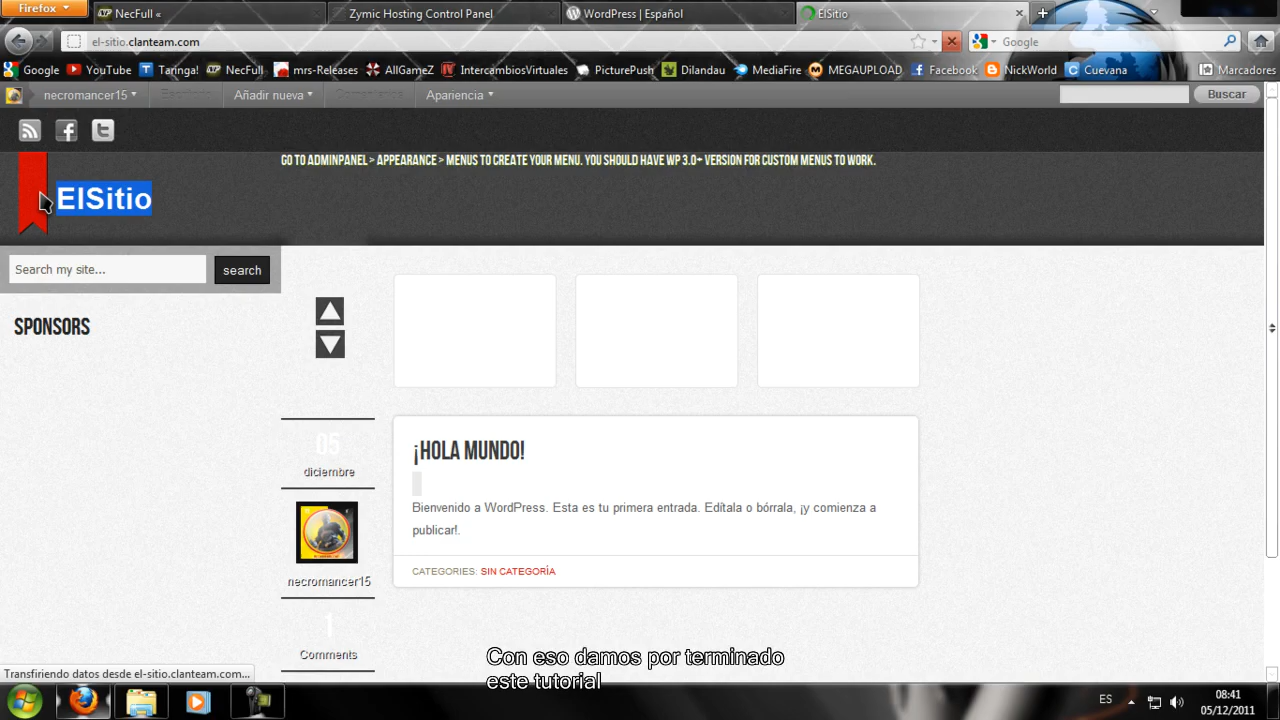 Firefox
NecFull «
Zymic Hosting Control Panel
WordPress | Español
ElSitio
el-sitio.clanteam.com
Google
Google
YouTube
Taringa!
NecFull
mrs-Releases
AllGameZ
IntercambiosVirtuales
PicturePush
Dilandau
MediaFire
MEGAUPLOAD
Facebook
NickWorld
Cuevana
Marcadores
necromancer15
Escritorio
Añadir nueva
Comentarios
Apariencia
Buscar
GO TO ADMINPANEL > APPEARANCE > MENUS TO CREATE YOUR MENU. YOU SHOULD HAVE WP 3.0+ VERSION FOR CUSTOM MENUS TO WORK.
ElSitio
Search my site...
search
SPONSORS
05
diciembre
¡HOLA MUNDO!
Bienvenido a WordPress. Esta es tu primera entrada. Edítala o bórrala, ¡y comienza a
publicar!.
necromancer15
CATEGORIES: SIN CATEGORÍA
1
Comments
Con eso damos por terminado
este tutorial
Transfiriendo datos desde el-sitio.clanteam.com...
ES
08:41
05/12/2011